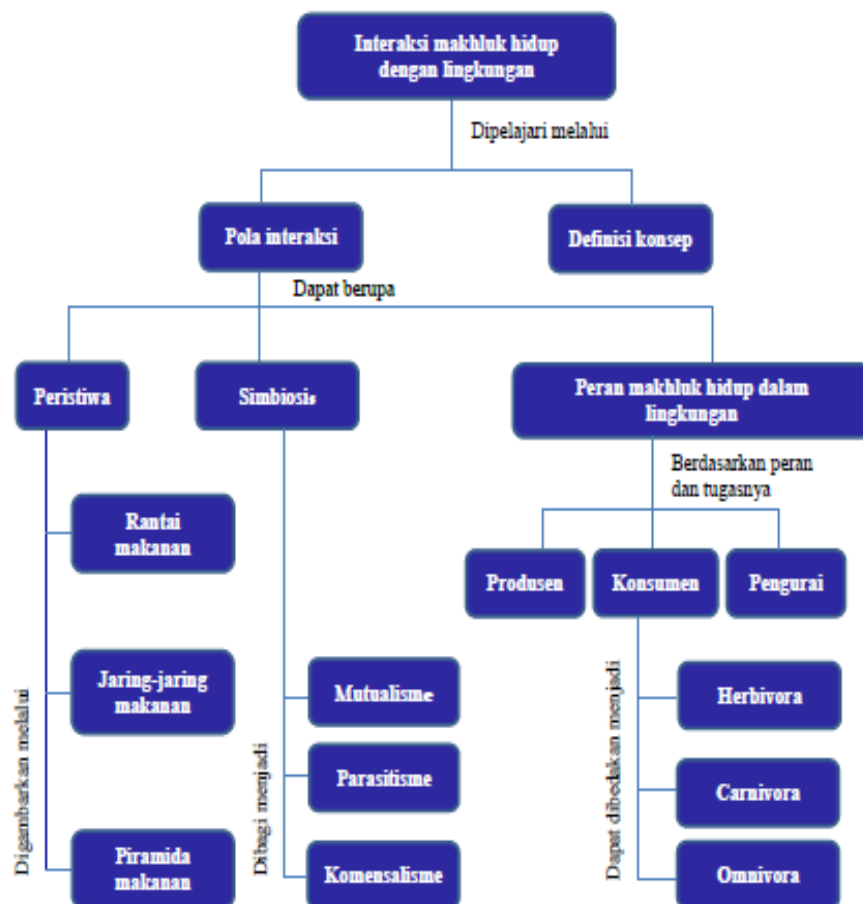 Interaksi makhluk hidup
dengan lingkungan
Dipelajari melalui
Pola interaksi
Definisi konsep
Dapat berupa
Peristiwa
Simbiosis
Peran makhluk hidup dalam
lingkungan
Berdasarkan peran
dan tugasnya
Rantai
makanan
Produsen
Konsumen
Pengurai
Digambarkan melalui
Jaring-jaring
makanan
Dibagi menjadi
Mutualisme
Dapat dibedakan menjadi
Herbivora
Parasitisme
Carnivora
Piramida
makanan
Komensalisme
Omnivora